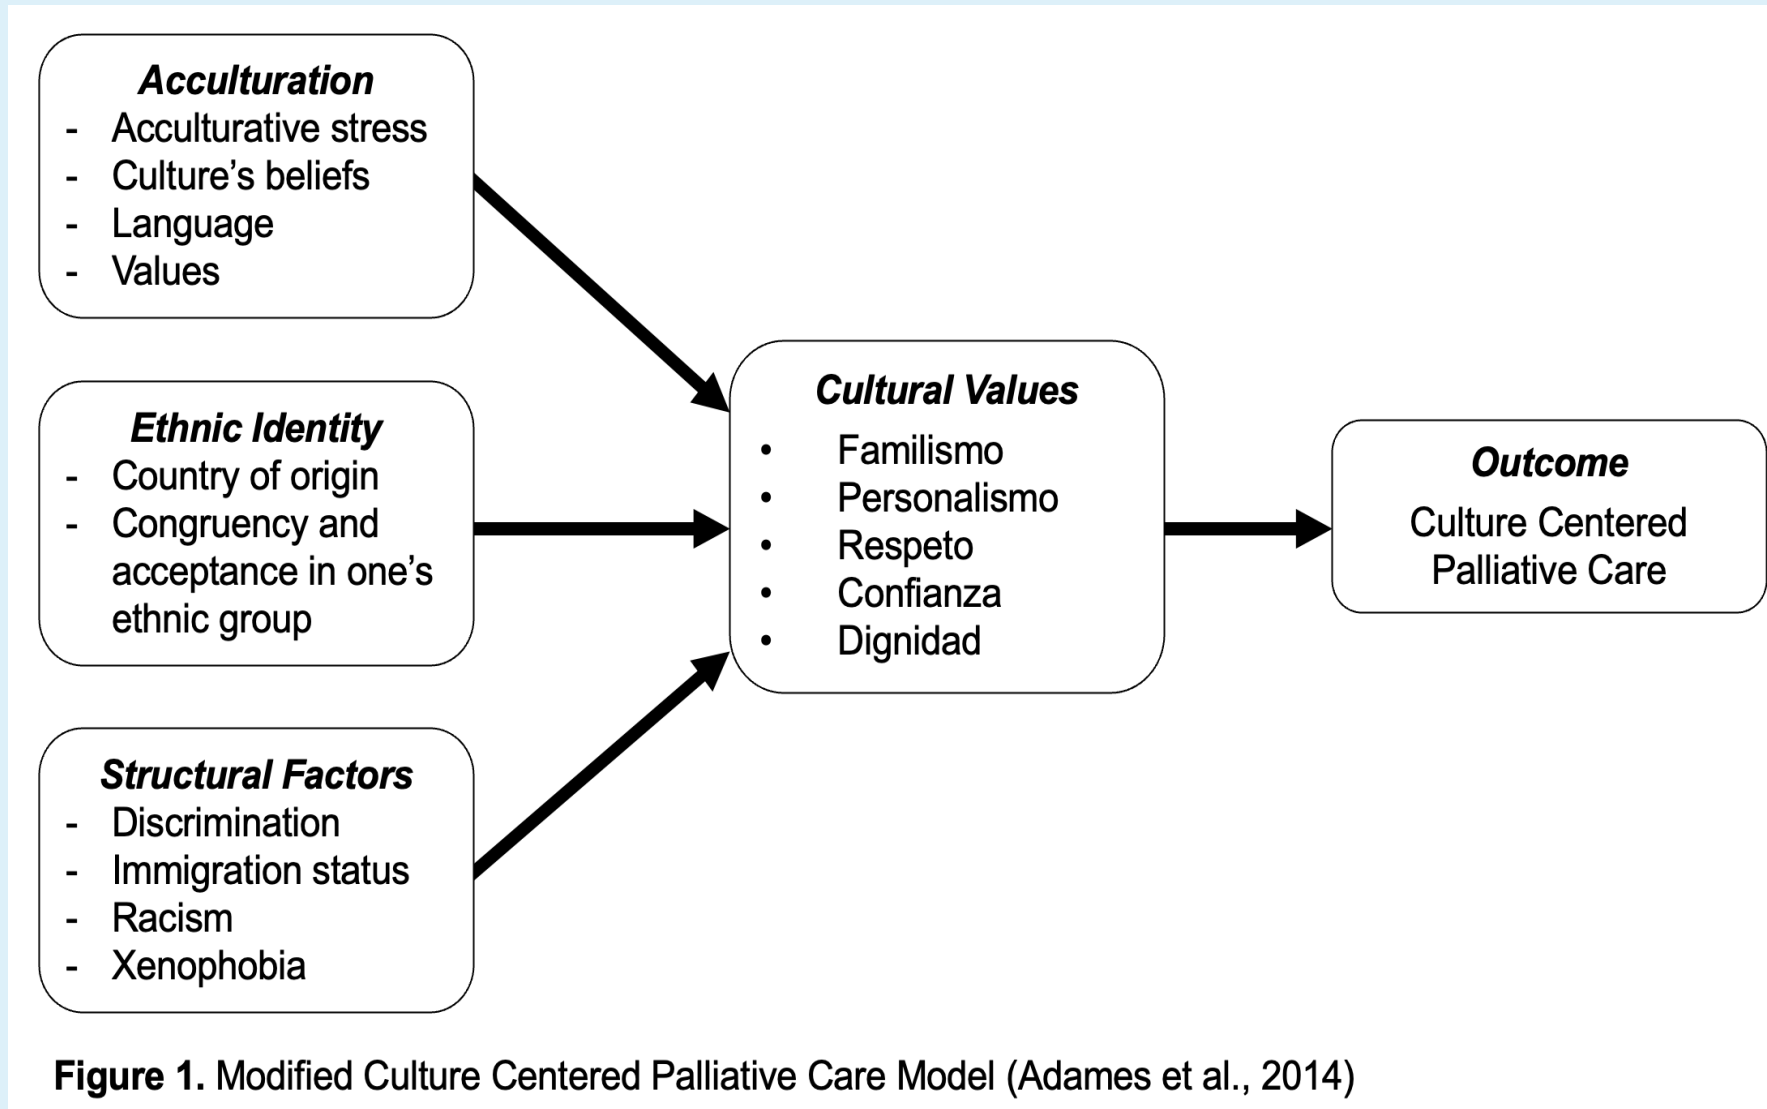 Acculturation
- Acculturative stress
- Culture’s beliefs
- Language
- Values
Ethnic Identity
- Country of origin
- Congruency and
acceptance in one’s
ethnic group
Structural Factors
- Discrimination
- Immigration status
- Racism
- Xenophobia
Cultural Values
• Familismo
• Personalismo
• Respeto
• Confianza
• Dignidad
Outcome
Culture Centered
Palliative Care
Figure 1. Modified Culture Centered Palliative Care Model (Adames et al., 2014)